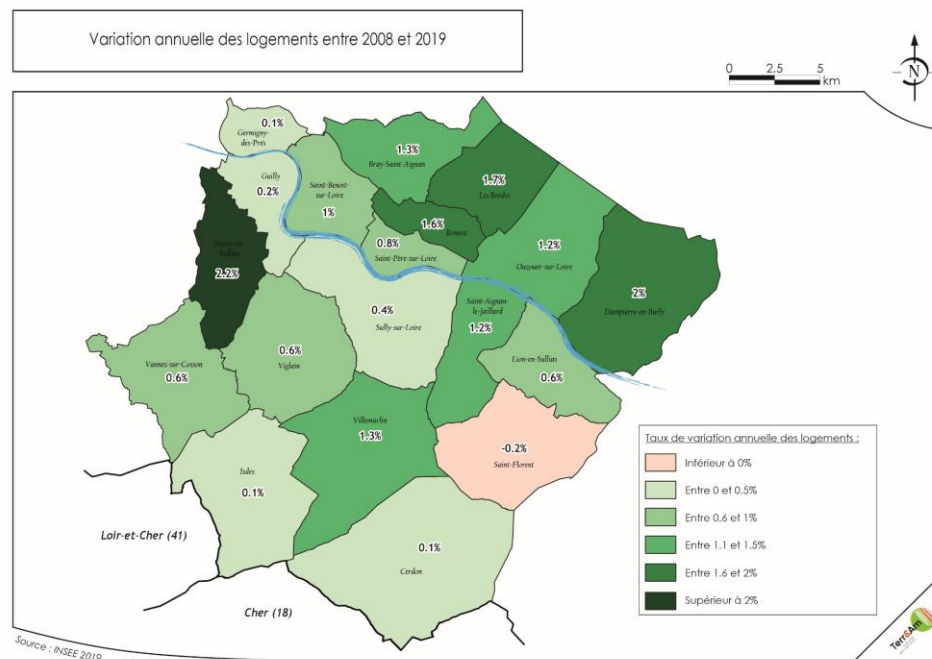 Variation annuelle des logements entre 2008 et 2019
0 2,5 5
km
N
0.1%
Germigny-
des-Prés
1.3%
Bray-Saint-Aignan
1.7%
Les Bordes
Guilly
0.2%
Saint-Benoit-
sur-Loire
1%
1.6%
Bonnée
0.8%
Saint-Père-sur-Loire
1.2%
Ouzouer-sur-Loire
2.2%
2%
Dampierre-en-Burly
0.4%
Sully-sur-Loire
Saint-Aignan-
le-Jaillard
1.2%
Vannes-sur-Cosson
0.6%
0.6%
Viglain
Lion-en-Sullias
0.6%
Villemurlin
1.3%
-0.2%
Saint-Florent
Isdes
0.1%
0.1%
Cerdon
Loir-et-Cher (41)
Cher (18)
Taux de variation annuelle des logements :
Inférieur à 0%
Entre 0 et 0.5%
Entre 0.6 et 1%
Entre 1.1 et 1.5%
Entre 1.6 et 2%
Supérieur à 2%
Source : INSEE 2019
Terr&Am